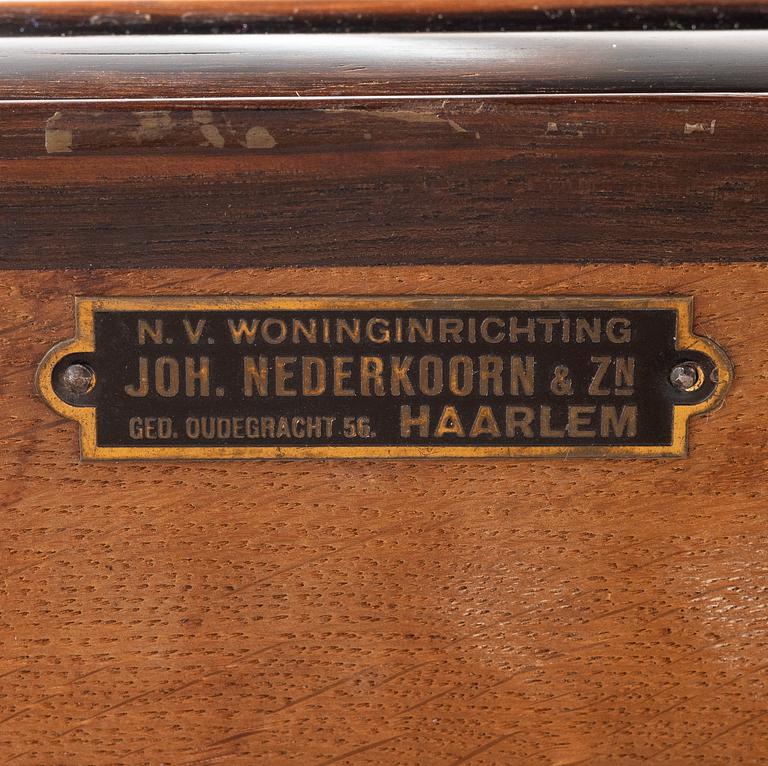 N. V. WONINGINRICHTING
JOH. NEDERKOORN & ZN
GED. OUDEGRACHT 56. HAARLEM